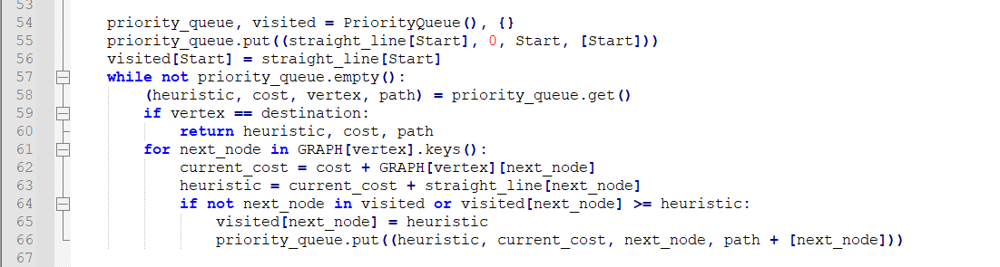 53
54 priority_queue, visited = PriorityQueue(), {}
55 priority_queue.put((straight_line[Start], 0, Start, [Start]))
56 visited[Start] = straight_line[Start]
57 while not priority_queue.empty():
58 (heuristic, cost, vertex, path) = priority_queue.get()
59 if vertex == destination:
60 return heuristic, cost, path
61 for next_node in GRAPH[vertex].keys():
62 current_cost = cost + GRAPH[vertex][next_node]
63 heuristic = current_cost + straight_line[next_node]
64 if not next_node in visited or visited[next_node] >= heuristic:
65 visited[next_node] = heuristic
66 priority_queue.put((heuristic, current_cost, next_node, path + [next_node]))
67